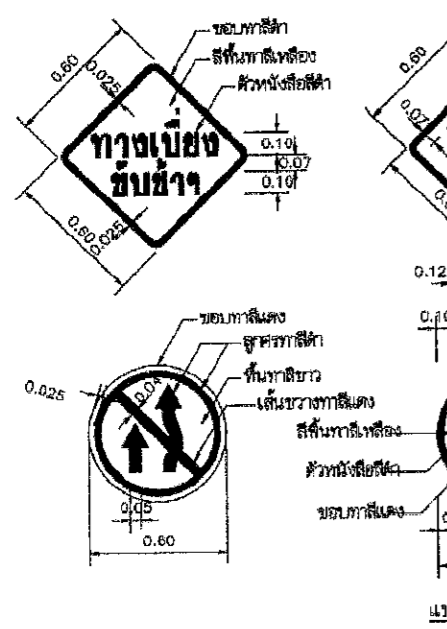 ขอบทาสีดำ
สีพื้นทาสีเหลือง
ตัวหนังสือสีดำ
0.60
0.025
ทางเบี่ยง
ขับช้าๆ
0.10
0.07
0.10
0.60
0.025
0.60
0.07
0.12
ขอบทาสีแดง
ลูกศรทาสีดำ
พื้นทาสีขาว
เส้นขวางทาสีแดง
0.025
0.04
0.05
0.60
สีพื้นทาสีเหลือง
ตัวหนังสือสีดำ
ขอบทาสีแดง